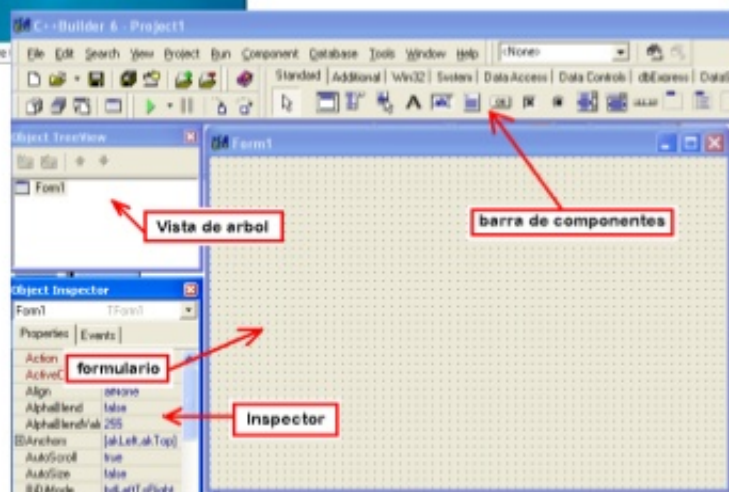 C++Builder 6 - Project1
File Edit Search View Project Run Component Database Tools Window Help <None>
Standard Additional Win32 System Data Access Data Controls dbExpress
Object TreeView
Form1
Form1
Vista de arbol
barra de componentes
Object Inspector
Form1 TForm1
Properties Events
Action
formulario
Align alNone
AlphaBlend false
255
Inspector
Anchors [akLeft,akTop]
AutoScroll true
AutoSize false
BiDiMode bdLeftToRight